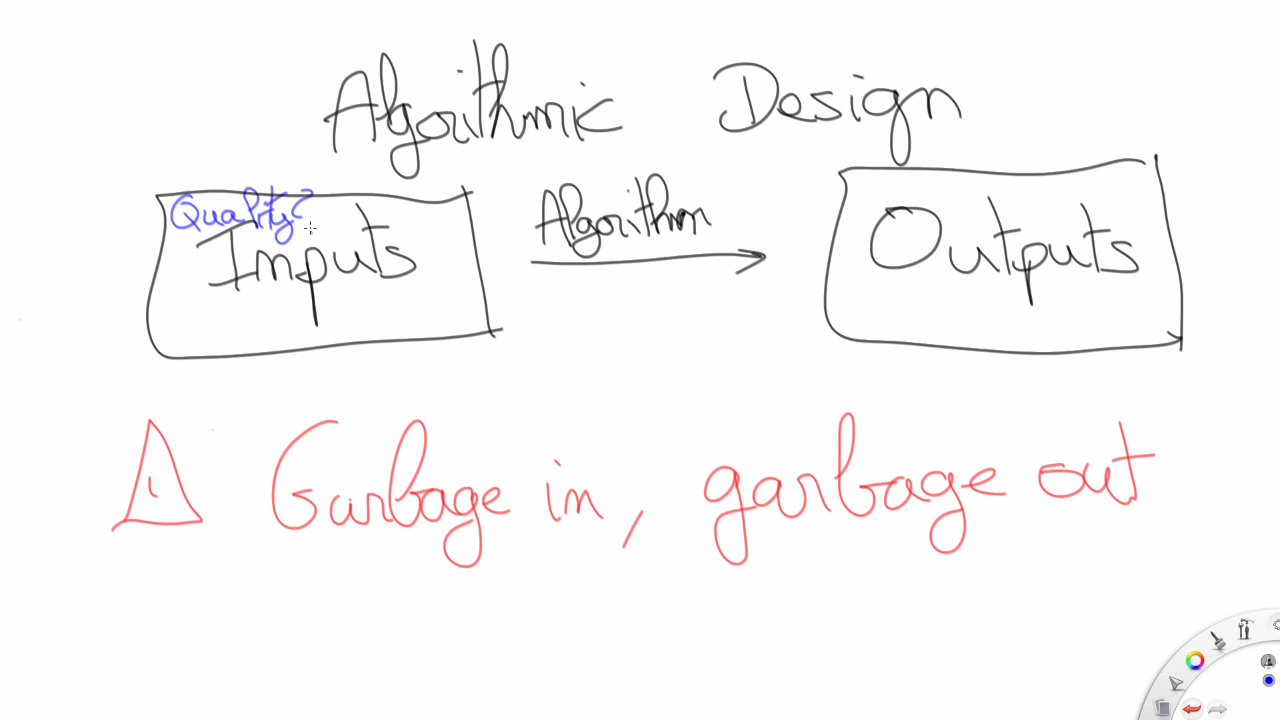 Algorithmic Design
Quality?
Inputs
Algorithm
Outputs
Garbage in, garbage out